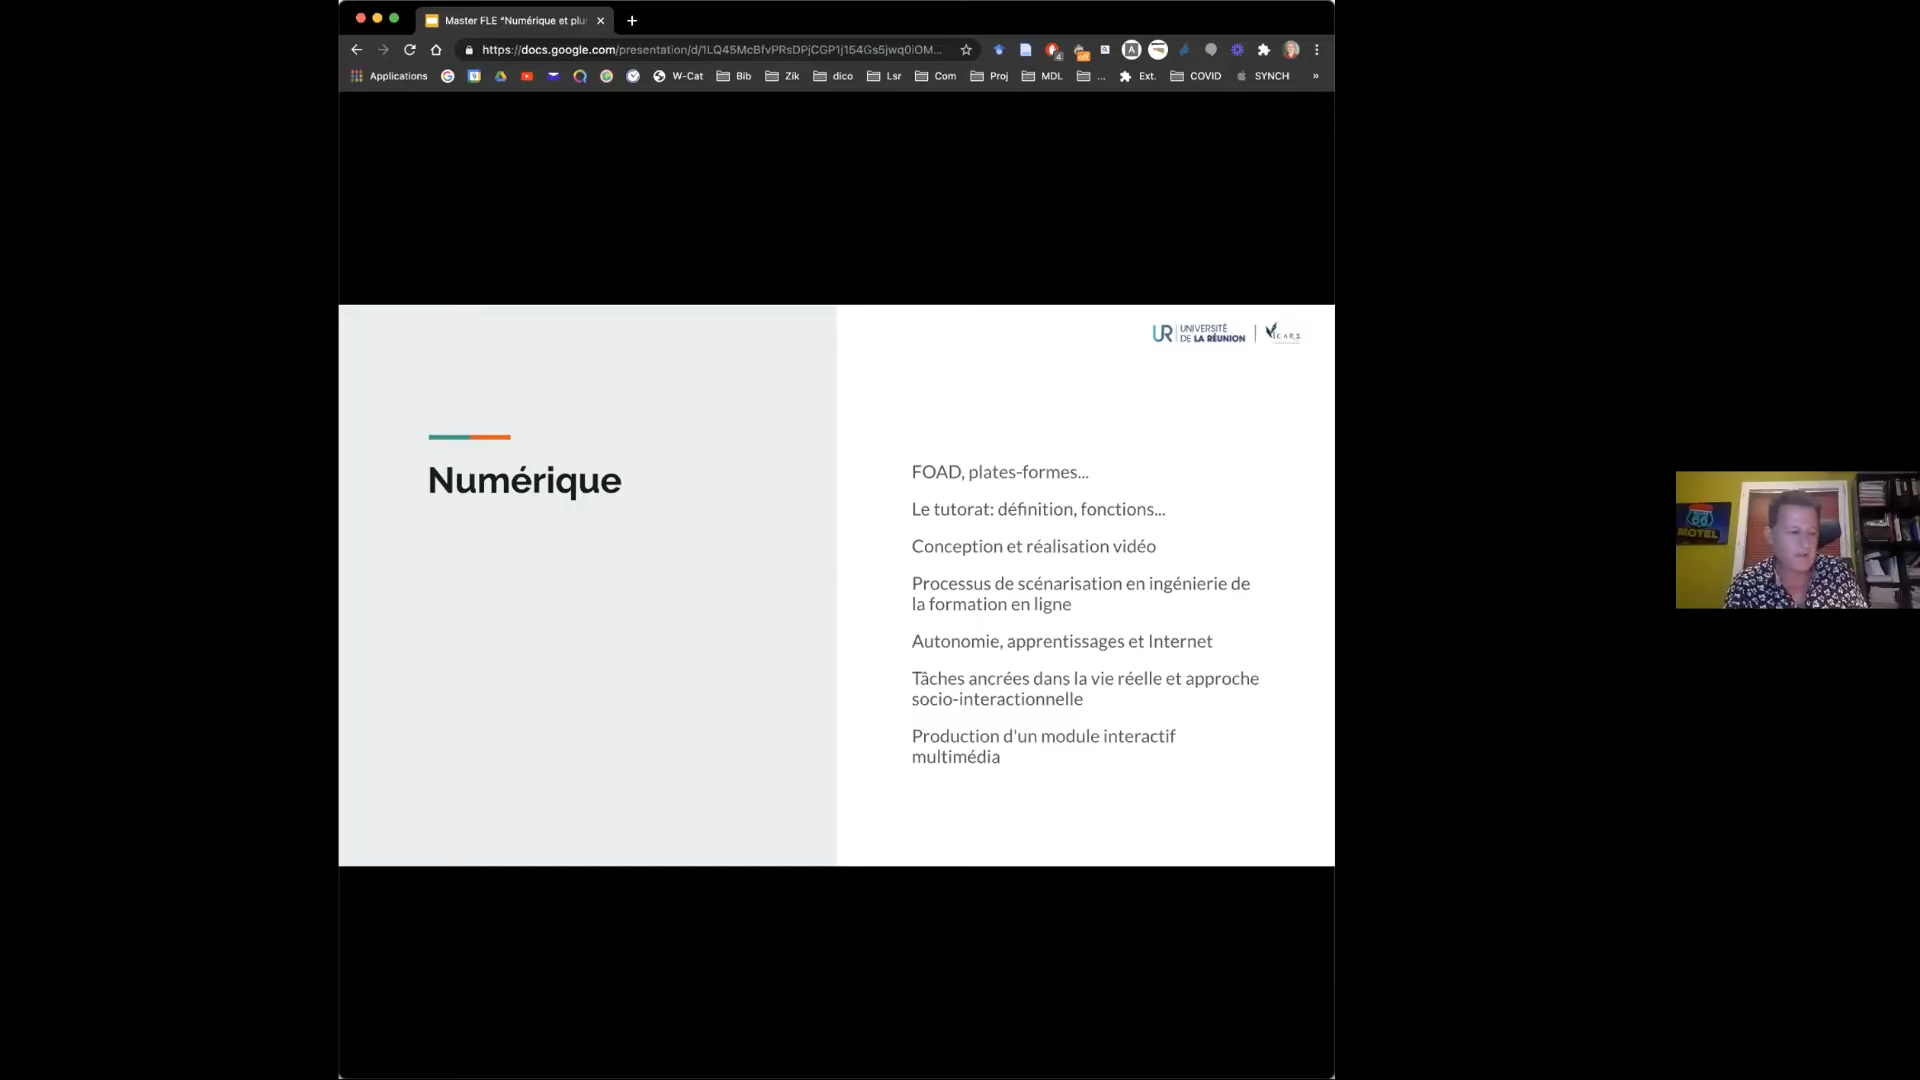 Master FLE "Numérique et plu
https://docs.google.com/presentation/d/1LQ45McBfvPRsDPjCGP1j154Gs5jwq0iOM...
Applications W-Cat Bib Zik dico Lsr Com Proj MDL ... Ext. COVID SYNCH »
UR UNIVERSITÉ
DE LA RÉUNION
ICARE
Numérique
FOAD, plates-formes...
Le tutorat: définition, fonctions...
Conception et réalisation vidéo
Processus de scénarisation en ingénierie de
la formation en ligne
Autonomie, apprentissages et Internet
Tâches ancrées dans la vie réelle et approche
socio-interactionnelle
Production d'un module interactif
multimédia
66
MOTEL